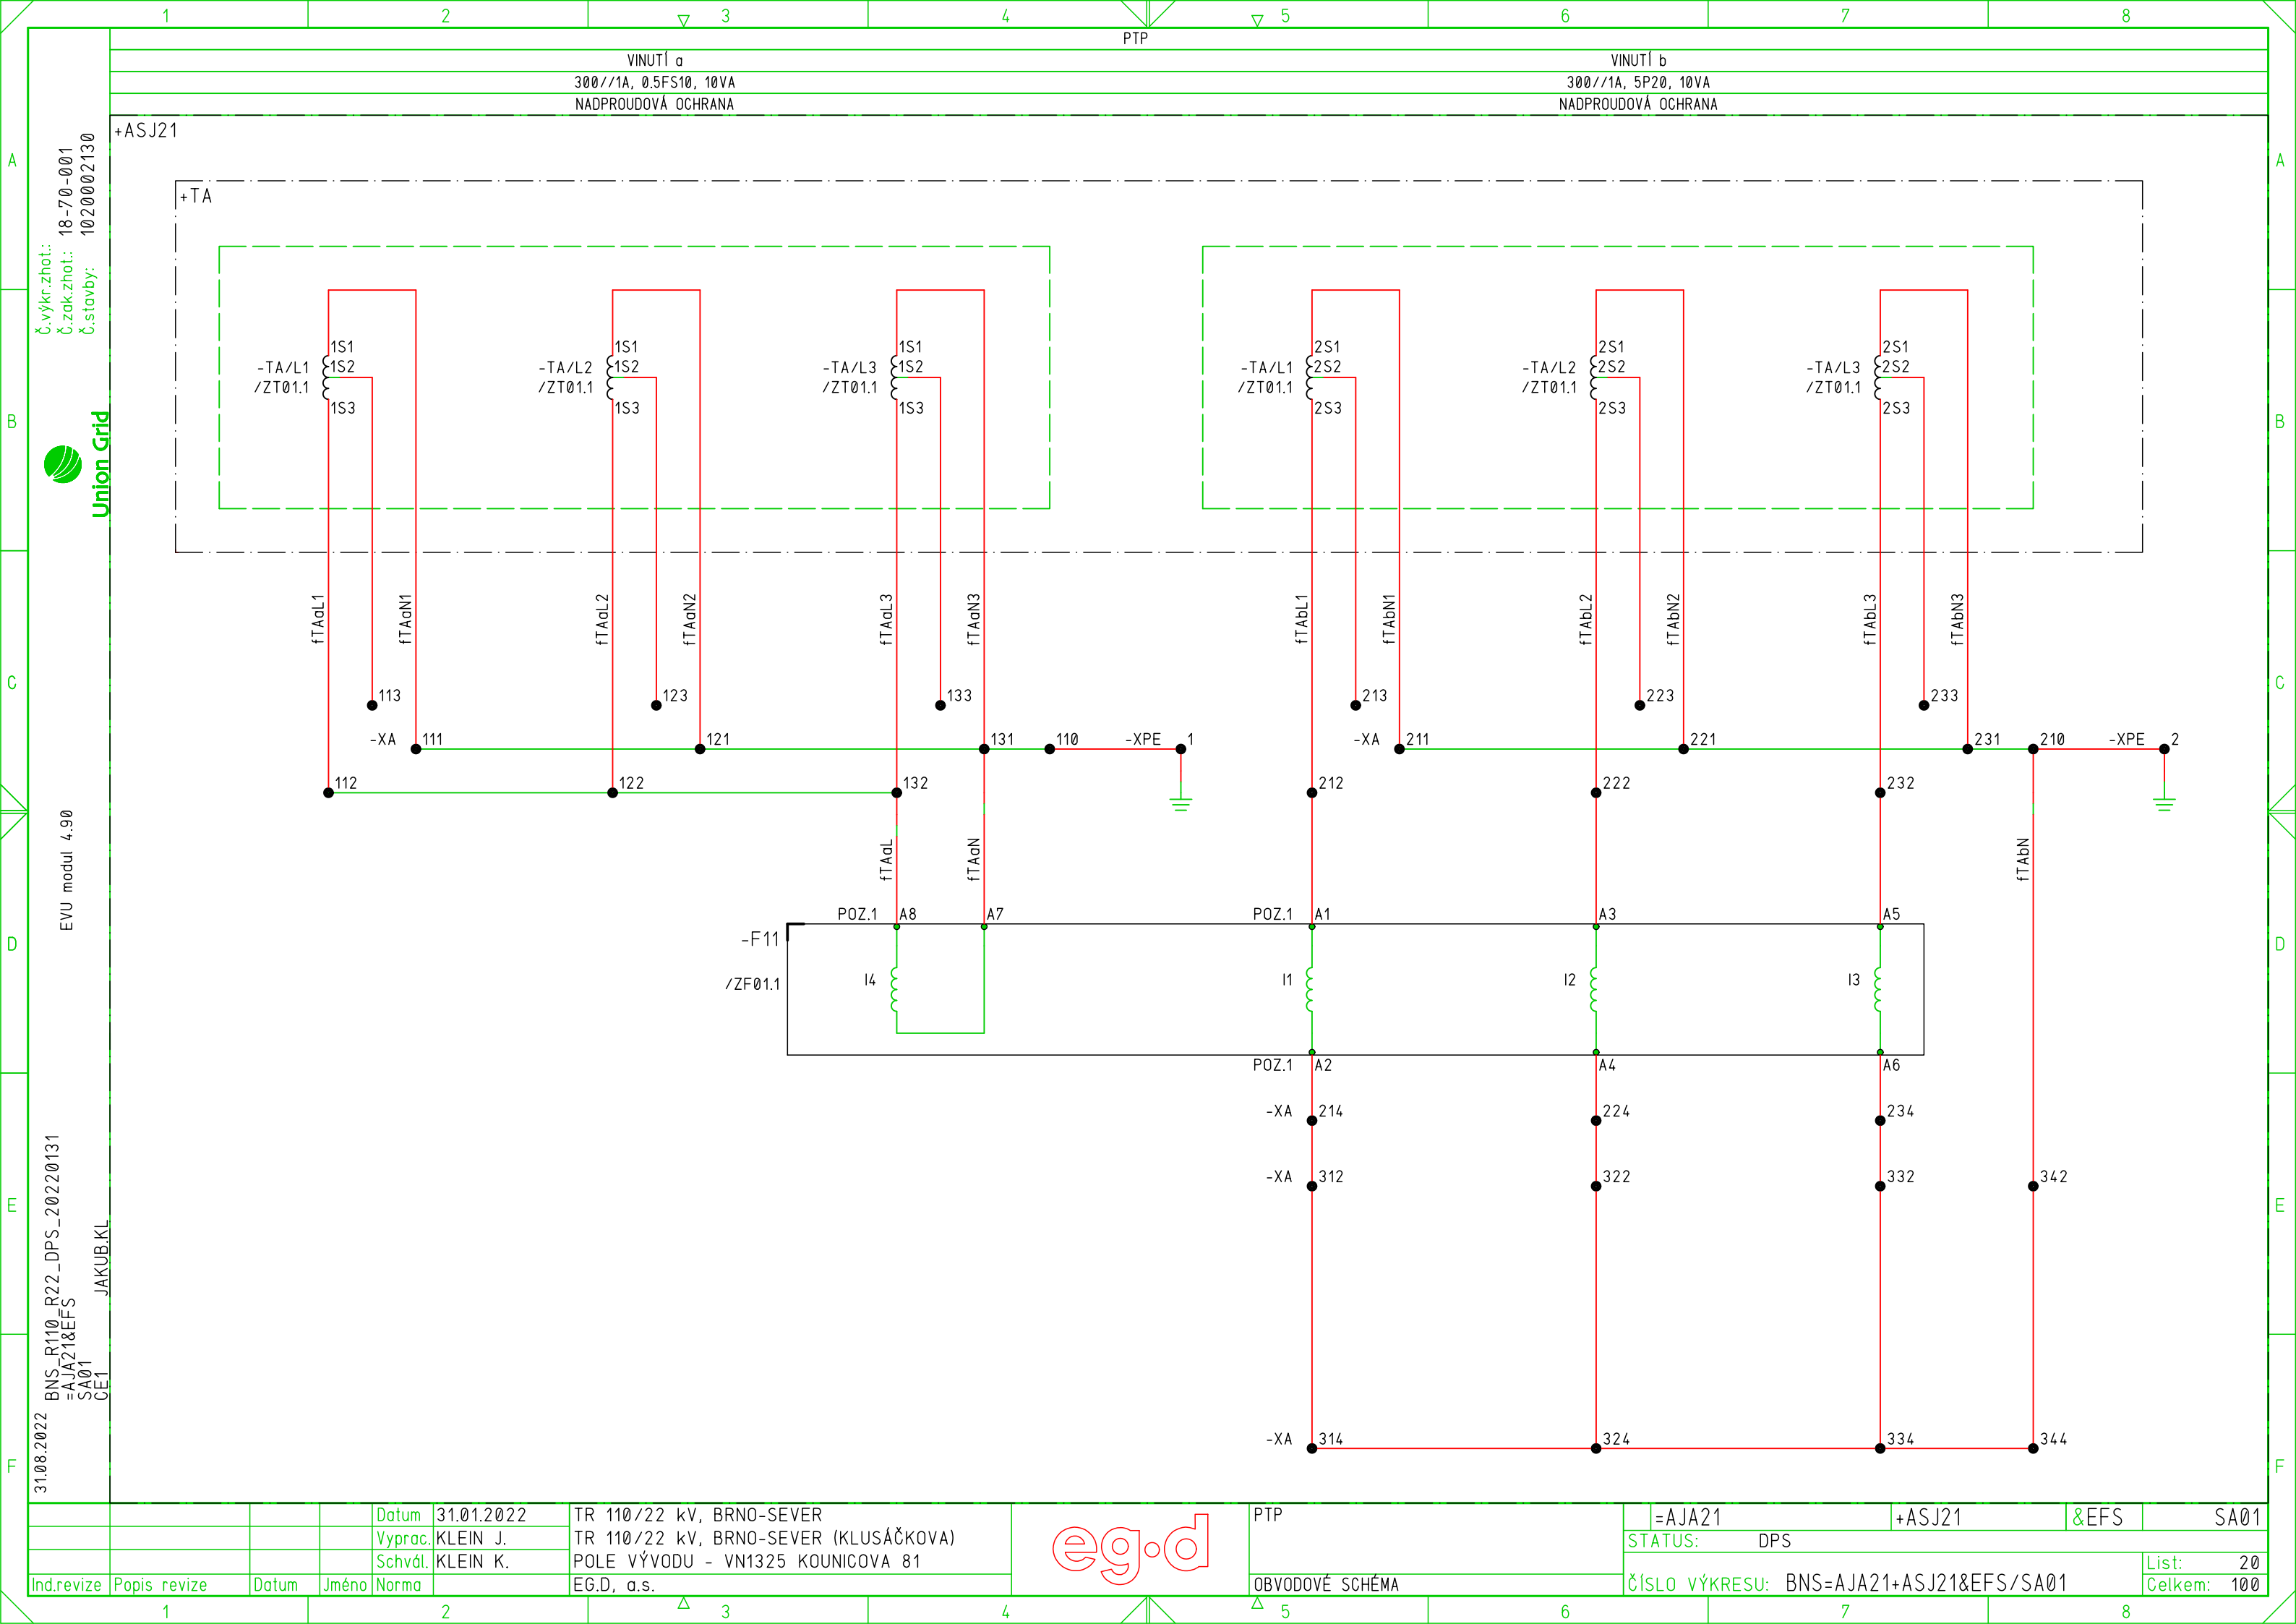 1 2 3 4 5 6 7 8
PTP
VINUTÍ a VINUTÍ b
300//1A, 0.5FS10, 10VA 300//1A, 5P20, 10VA
NADPROUDOVÁ OCHRANA NADPROUDOVÁ OCHRANA
+ASJ21
A A
+TA
Č.výkr.zhot.:
Č.zak.zhot.: 18-70-001
Č.stavby: 1020002130
1S1 1S1 1S1 2S1 2S1 2S1
-TA/L1 1S2 -TA/L2 1S2 -TA/L3 1S2 -TA/L1 2S2 -TA/L2 2S2 -TA/L3 2S2
/ZT01.1 /ZT01.1 /ZT01.1 /ZT01.1 /ZT01.1 /ZT01.1
1S3 1S3 1S3 2S3 2S3 2S3
B B
Union Grid
fTAaL1 fTAaN1 fTAaL2 fTAaN2 fTAaL3 fTAaN3 fTAbL1 fTAbN1 fTAbL2 fTAbN2 fTAbL3 fTAbN3
C C
113 123 133 213 223 233
-XA 111 121 131 110 -XPE 1 -XA 211 221 231 210 -XPE 2
112 122 132 212 222 232
EVU modul 4.90
fTAaL fTAaN fTAbN
POZ.1 A8 A7 POZ.1 A1 A3 A5
D D
-F11
/ZF01.1 I4 I1 I2 I3
POZ.1 A2 A4 A6
-XA 214 224 234
-XA 312 322 332 342
E E
BNS_R110_R22_DPS_20220131
=AJA21&EFS
SA01
CE1 JAKUB.KL
31.08.2022
-XA 314 324 334 344
F F
Datum 31.01.2022 TR 110/22 kV, BRNO-SEVER
Vyprac. KLEIN J. TR 110/22 kV, BRNO-SEVER (KLUSÁČKOVA)
Schvál. KLEIN K. POLE VÝVODU - VN1325 KOUNICOVA 81
Ind.revize Popis revize Datum Jméno Norma EG.D, a.s.
eg.d
PTP
OBVODOVÉ SCHÉMA
=AJA21 +ASJ21 &EFS SA01
STATUS: DPS
List: 20
ČÍSLO VÝKRESU: BNS=AJA21+ASJ21&EFS/SA01 Celkem: 100
1 2 3 4 5 6 7 8